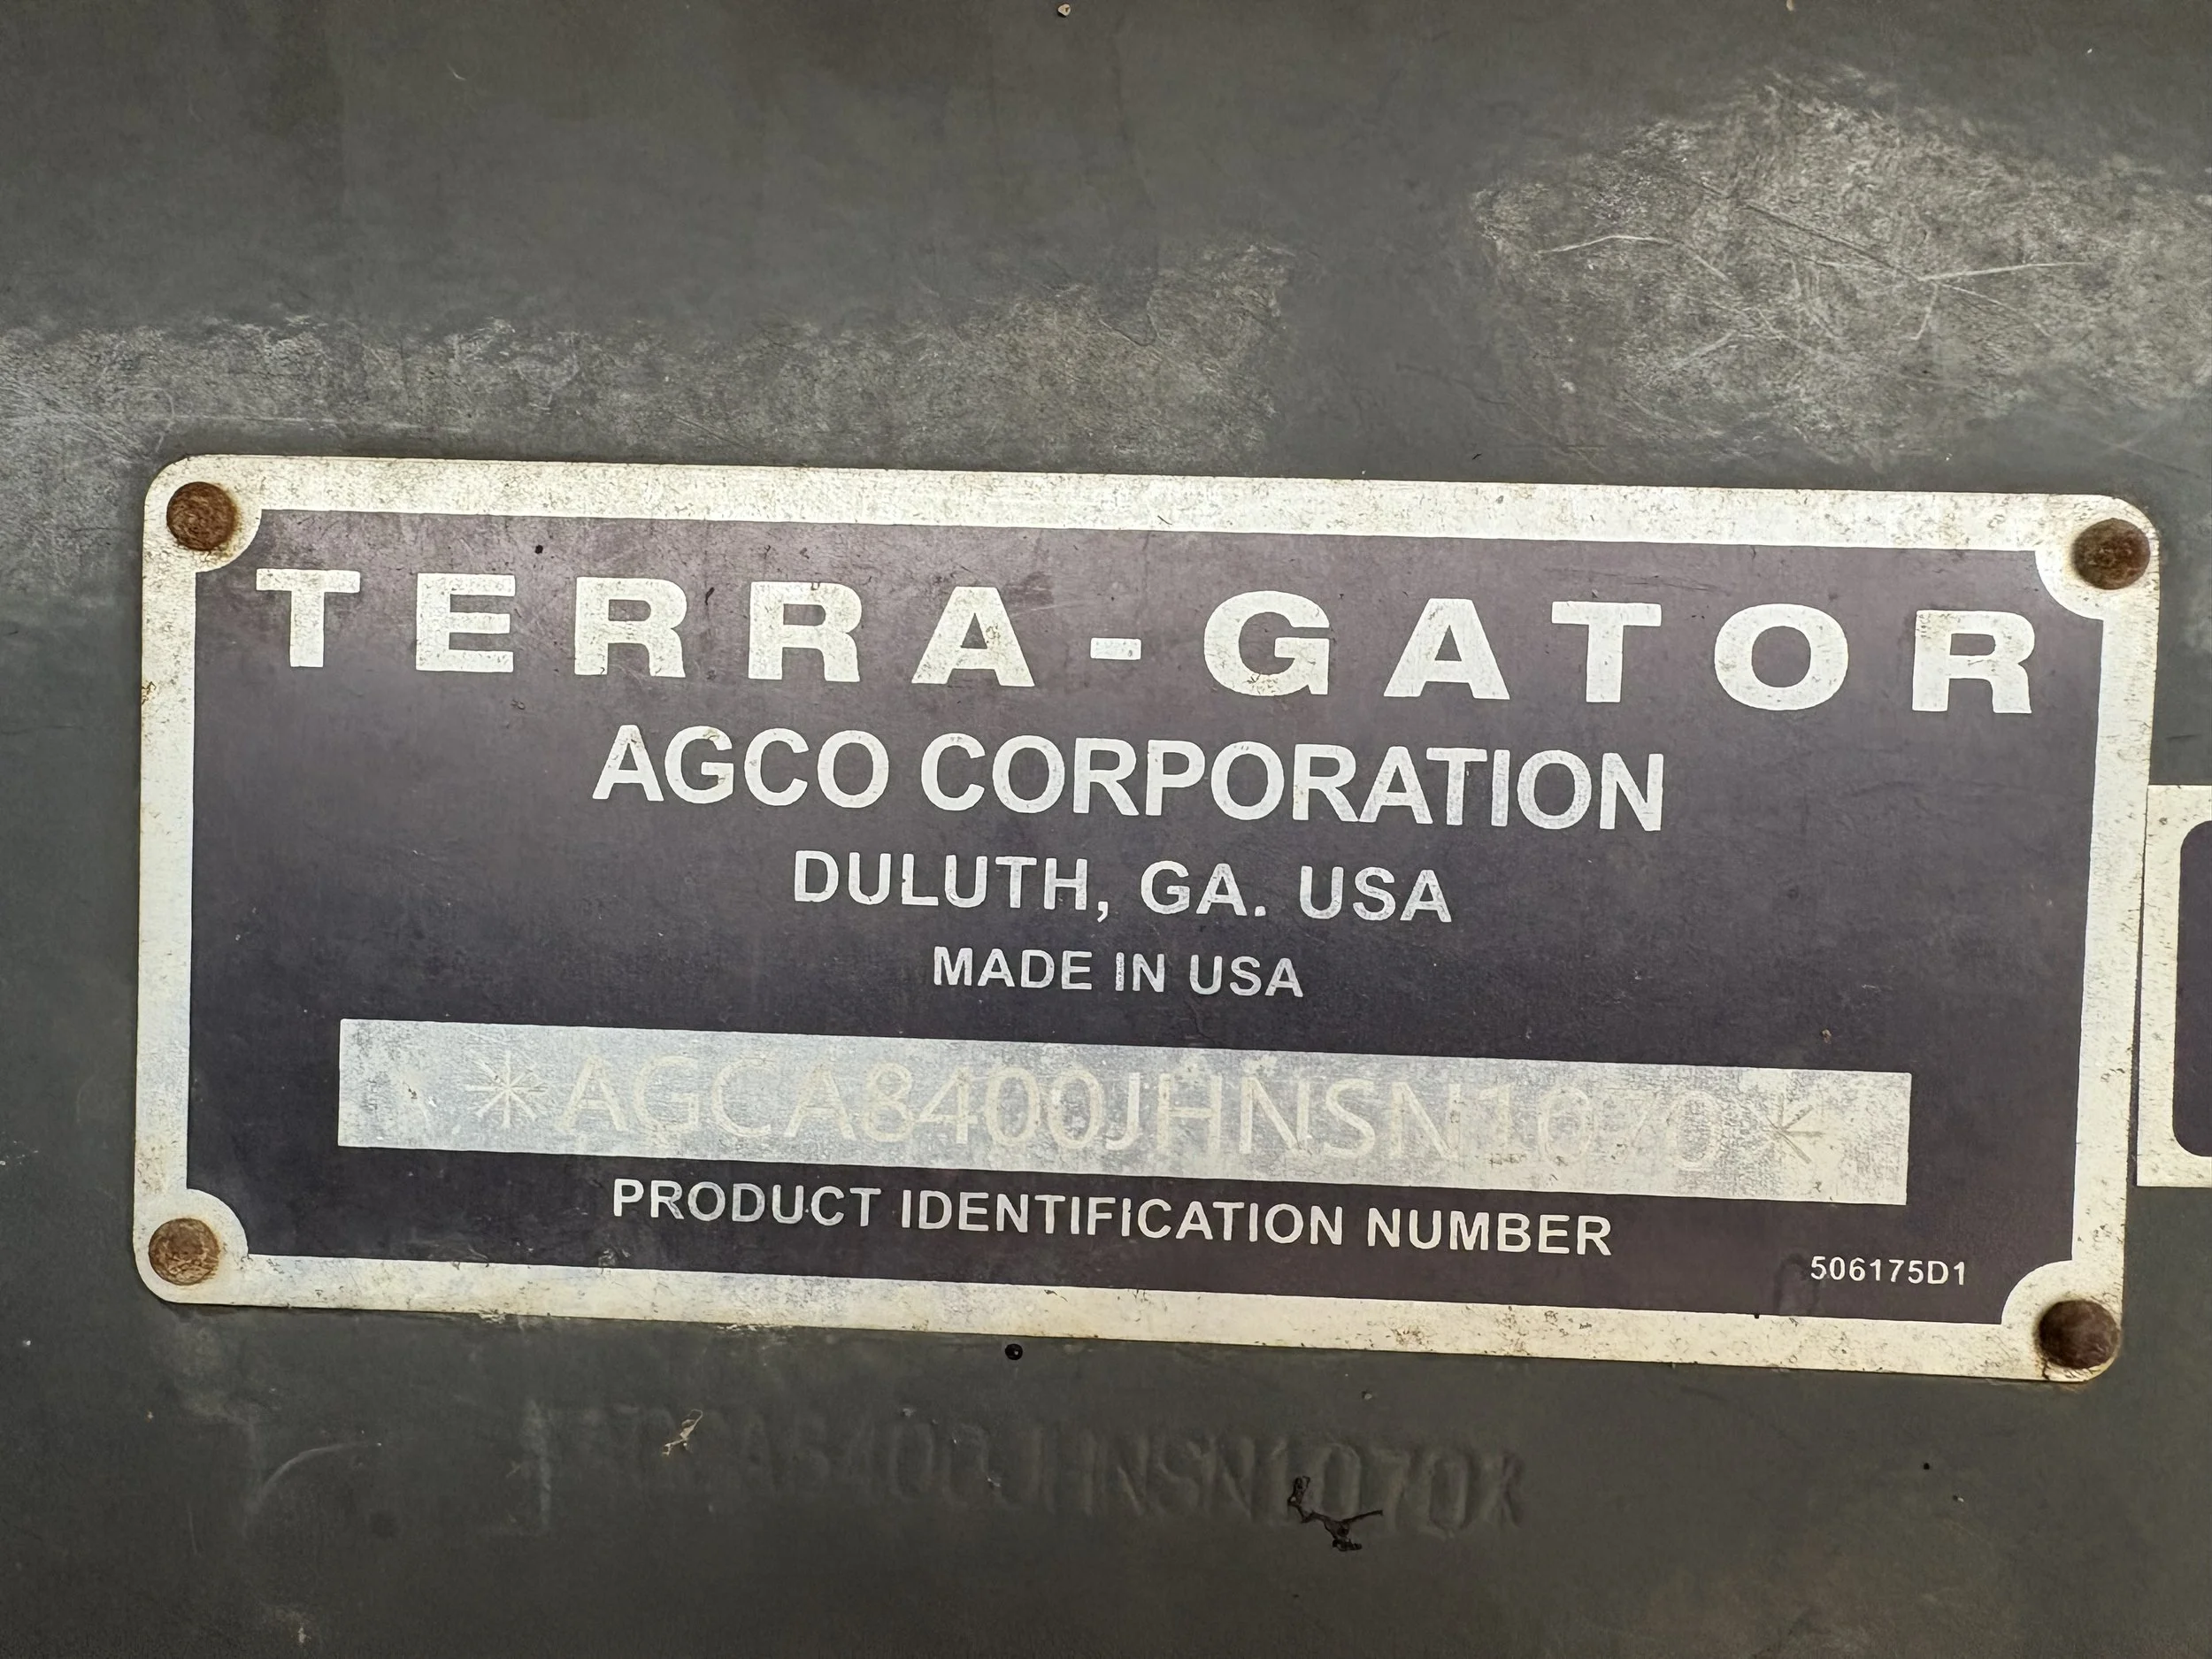 TERRA-GATOR
AGCO CORPORATION
DULUTH, GA. USA
MADE IN USA
*AGCA8400JHNSN1070*
PRODUCT IDENTIFICATION NUMBER
506175D1